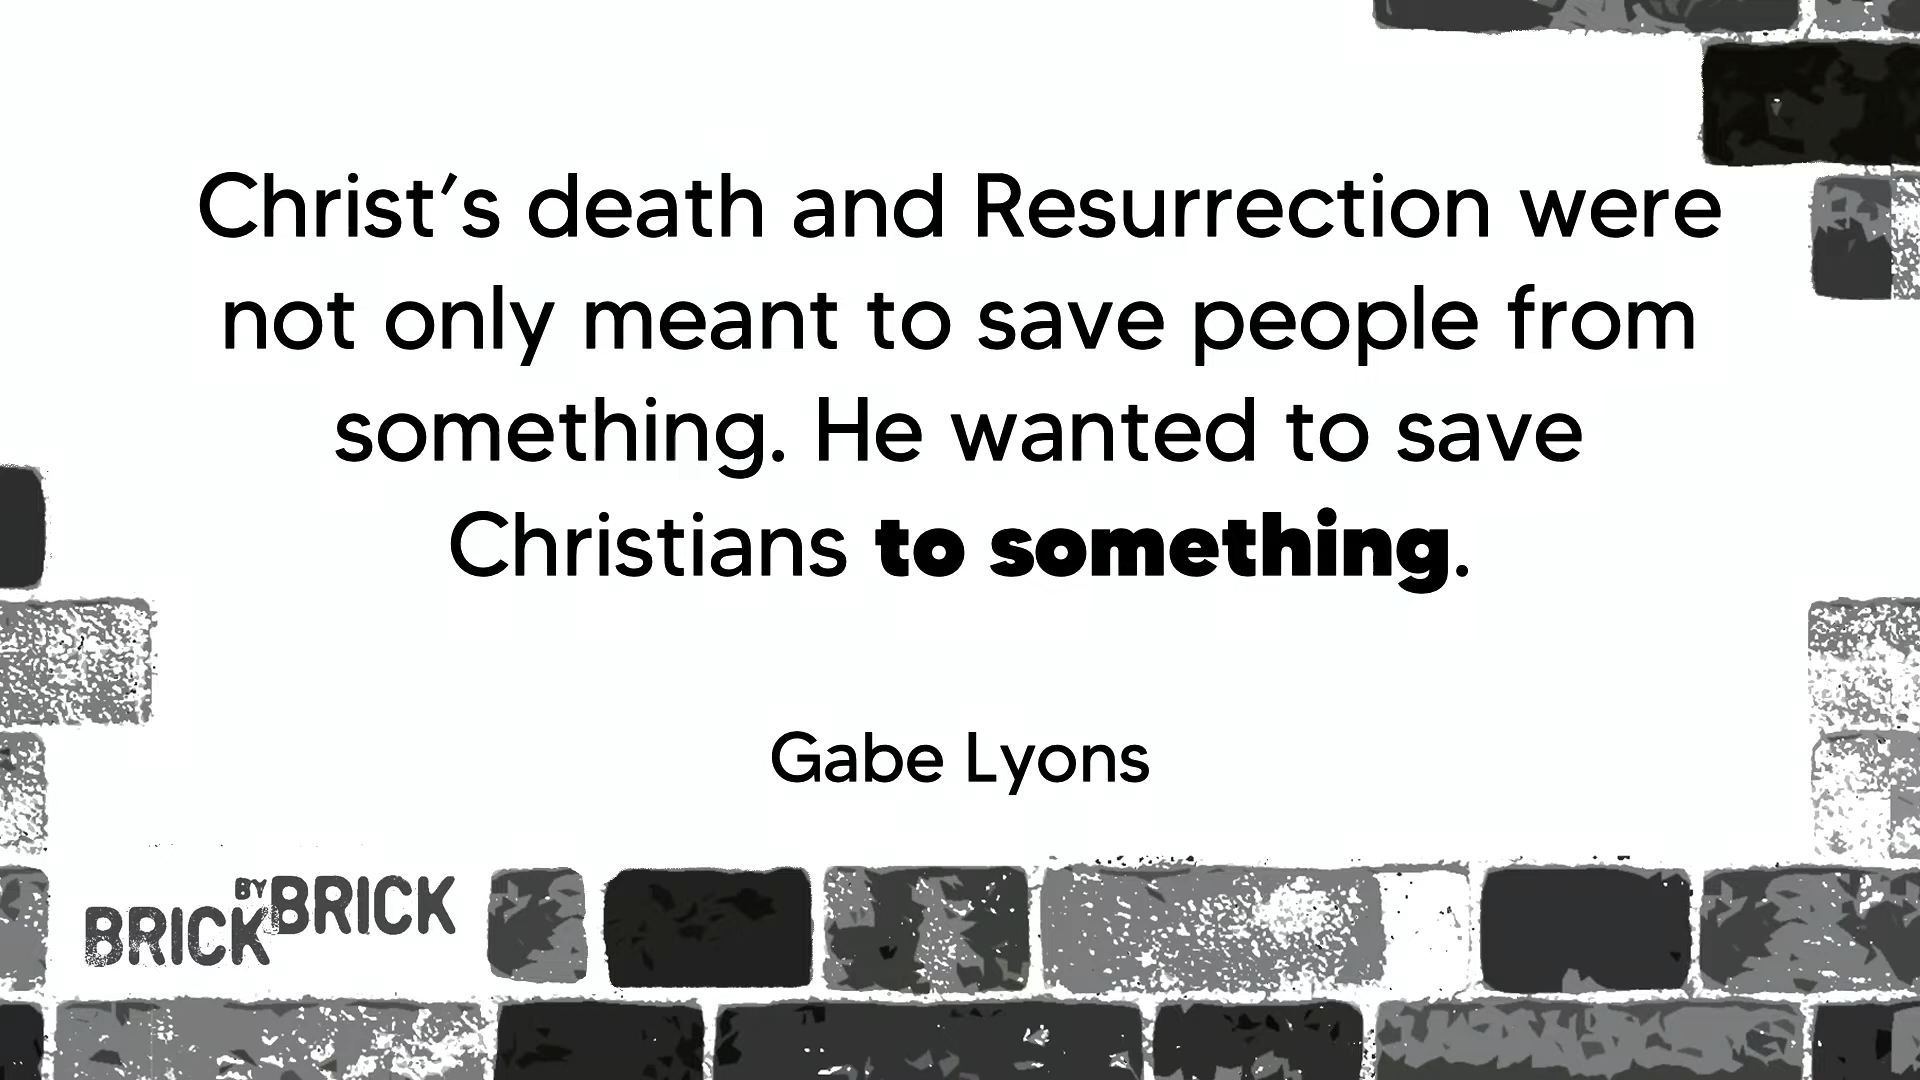 Christ's death and Resurrection were
not only meant to save people from
something. He wanted to save
Christians to something.
Gabe Lyons
BRICK BY BRICK